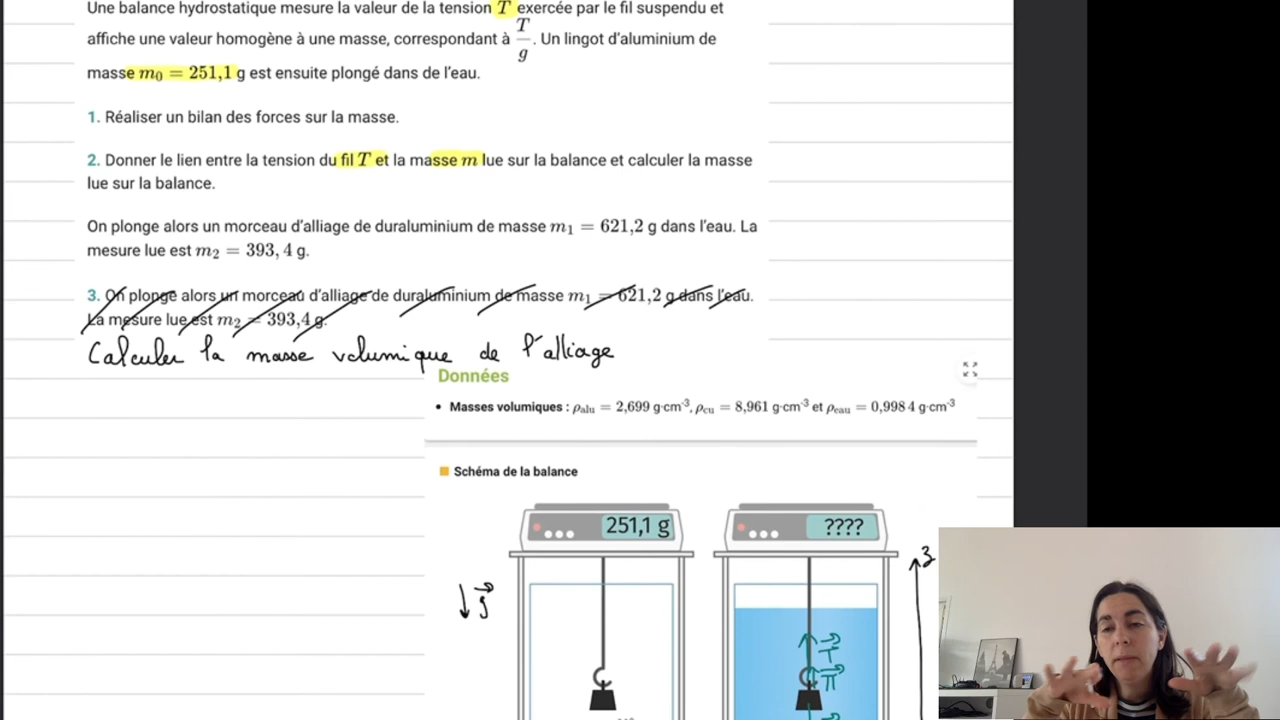 Une balance hydrostatique mesure la valeur de la tension T exercée par le fil suspendu et
affiche une valeur homogène à une masse, correspondant à T/g. Un lingot d'aluminium de
masse m₀ = 251,1 g est ensuite plongé dans de l'eau.
1. Réaliser un bilan des forces sur la masse.
2. Donner le lien entre la tension du fil T et la masse m lue sur la balance et calculer la masse
lue sur la balance.
On plonge alors un morceau d'alliage de duraluminium de masse m₁ = 621,2 g dans l'eau. La
mesure lue est m₂ = 393, 4 g.
3. On plonge alors un morceau d'alliage de duraluminium de masse m₁ = 621,2 g dans l'eau.
La mesure lue est m₂ = 393,4 g.
Calculer la masse volumique de l'alliage
Données
• Masses volumiques : ρalu = 2,699 g·cm⁻³, ρcu = 8,961 g·cm⁻³ et ρeau = 0,998 4 g·cm⁻³
Schéma de la balance
251,1 g
????
3
g
T
π